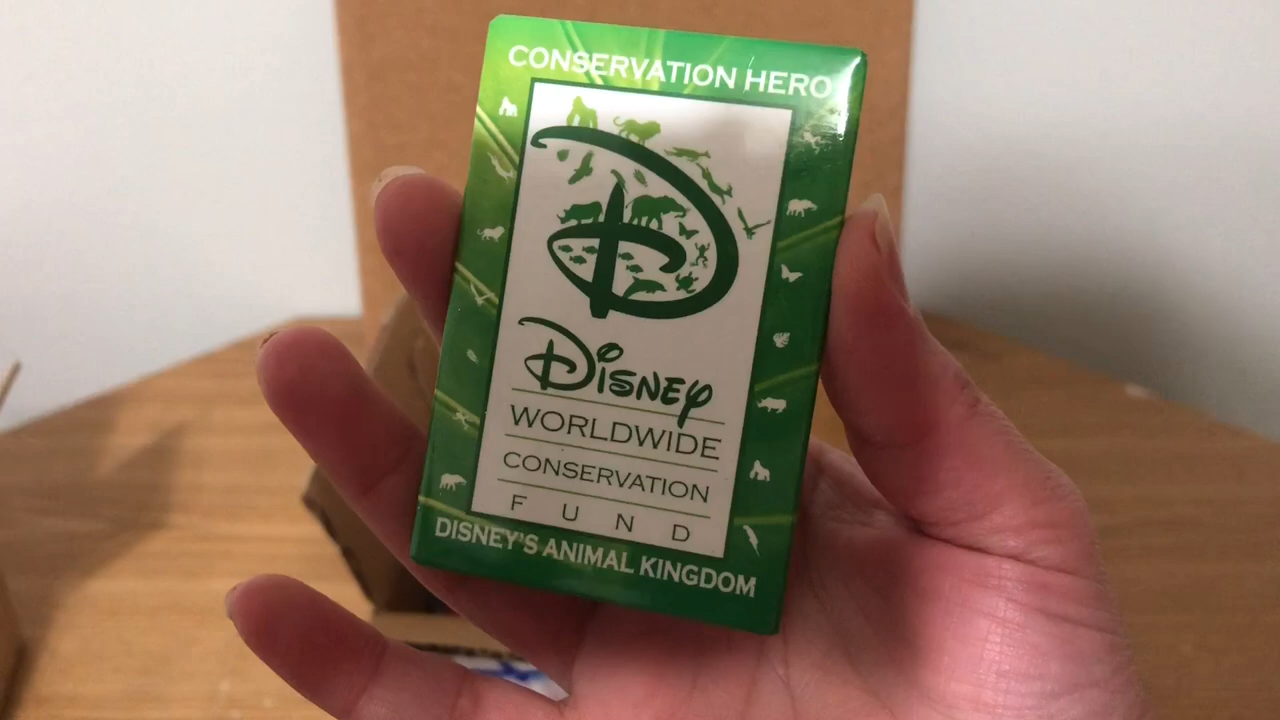 CONSERVATION HERO
D
DISNEY
WORLDWIDE
CONSERVATION
FUND
DISNEY'S ANIMAL KINGDOM